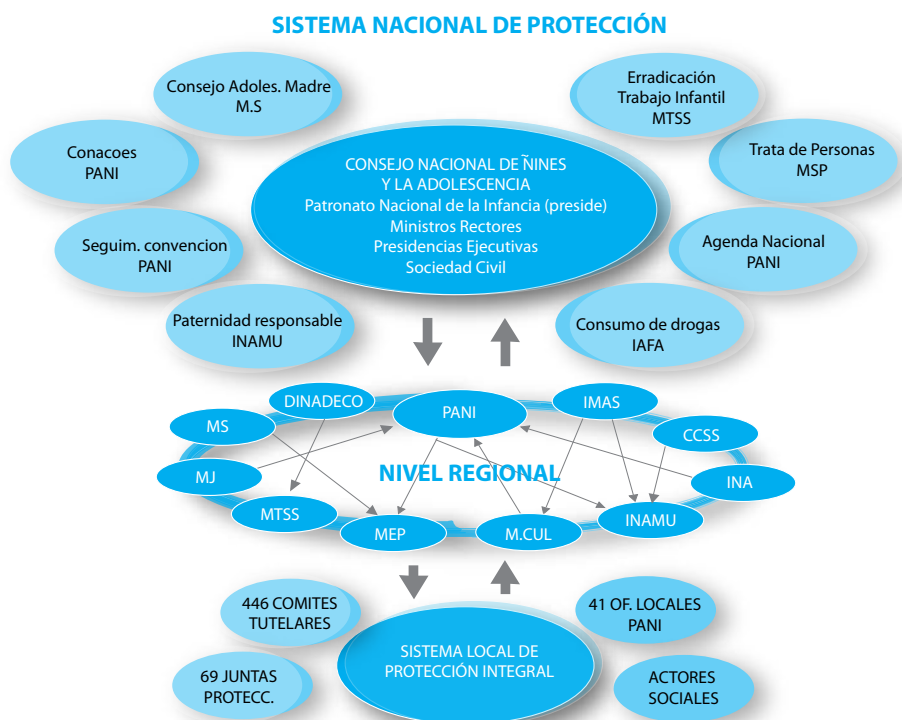 SISTEMA NACIONAL DE PROTECCIÓN
Consejo Adoles. Madre
M.S
Erradicación
Trabajo Infantil
MTSS
Conacoes
PANI
Trata de Personas
MSP
CONSEJO NACIONAL DE ÑINES
Y LA ADOLESCENCIA
Patronato Nacional de la Infancia (preside)
Ministros Rectores
Presidencias Ejecutivas
Sociedad Civil
Seguim. convencion
PANI
Agenda Nacional
PANI
Paternidad responsable
INAMU
Consumo de drogas
IAFA
DINADECO
PANI
IMAS
MS
CCSS
MJ
NIVEL REGIONAL
INA
MTSS
MEP
M.CUL
INAMU
446 COMITES
TUTELARES
41 OF. LOCALES
PANI
SISTEMA LOCAL DE
PROTECCIÓN INTEGRAL
69 JUNTAS
PROTECC.
ACTORES
SOCIALES